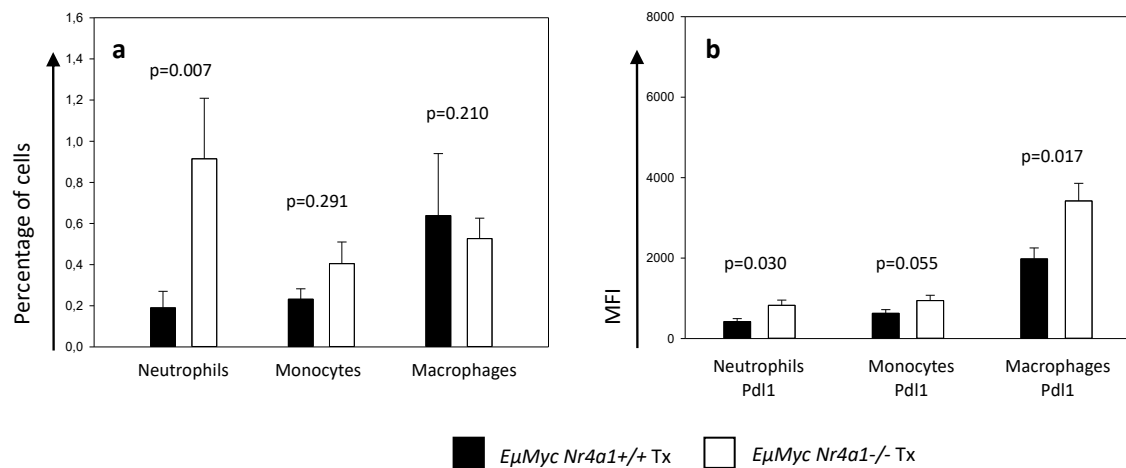 a
Percentage of cells
1,6
1,4
1,2
1,0
0,8
0,6
0,4
0,2
0,0
p=0.007
p=0.291
p=0.210
Neutrophils
Monocytes
Macrophages
b
MFI
8000
6000
4000
2000
0
p=0.030
p=0.055
p=0.017
Neutrophils
Pdl1
Monocytes
Pdl1
Macrophages
Pdl1
EμMyc Nr4a1+/+ Tx
EμMyc Nr4a1-/- Tx